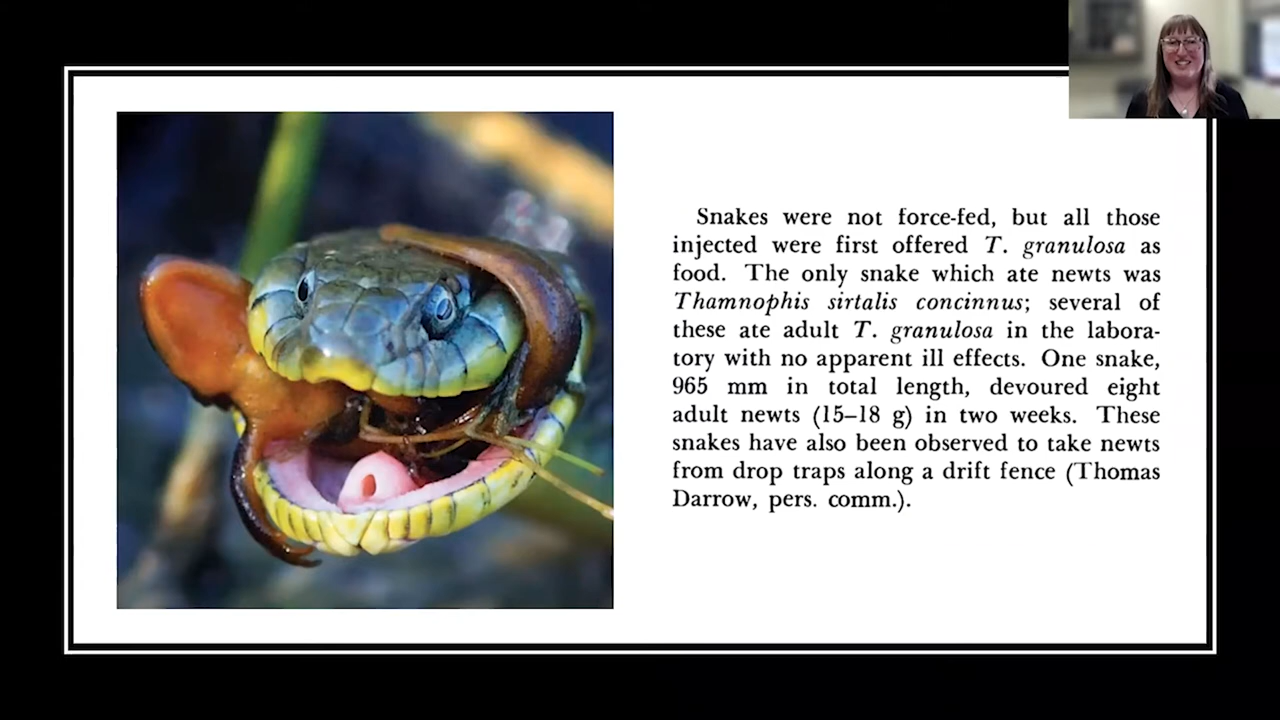 Snakes were not force-fed, but all those
injected were first offered T. granulosa as
food. The only snake which ate newts was
Thamnophis sirtalis concinnus; several of
these ate adult T. granulosa in the labora-
tory with no apparent ill effects. One snake,
965 mm in total length, devoured eight
adult newts (15–18 g) in two weeks. These
snakes have also been observed to take newts
from drop traps along a drift fence (Thomas
Darrow, pers. comm.).